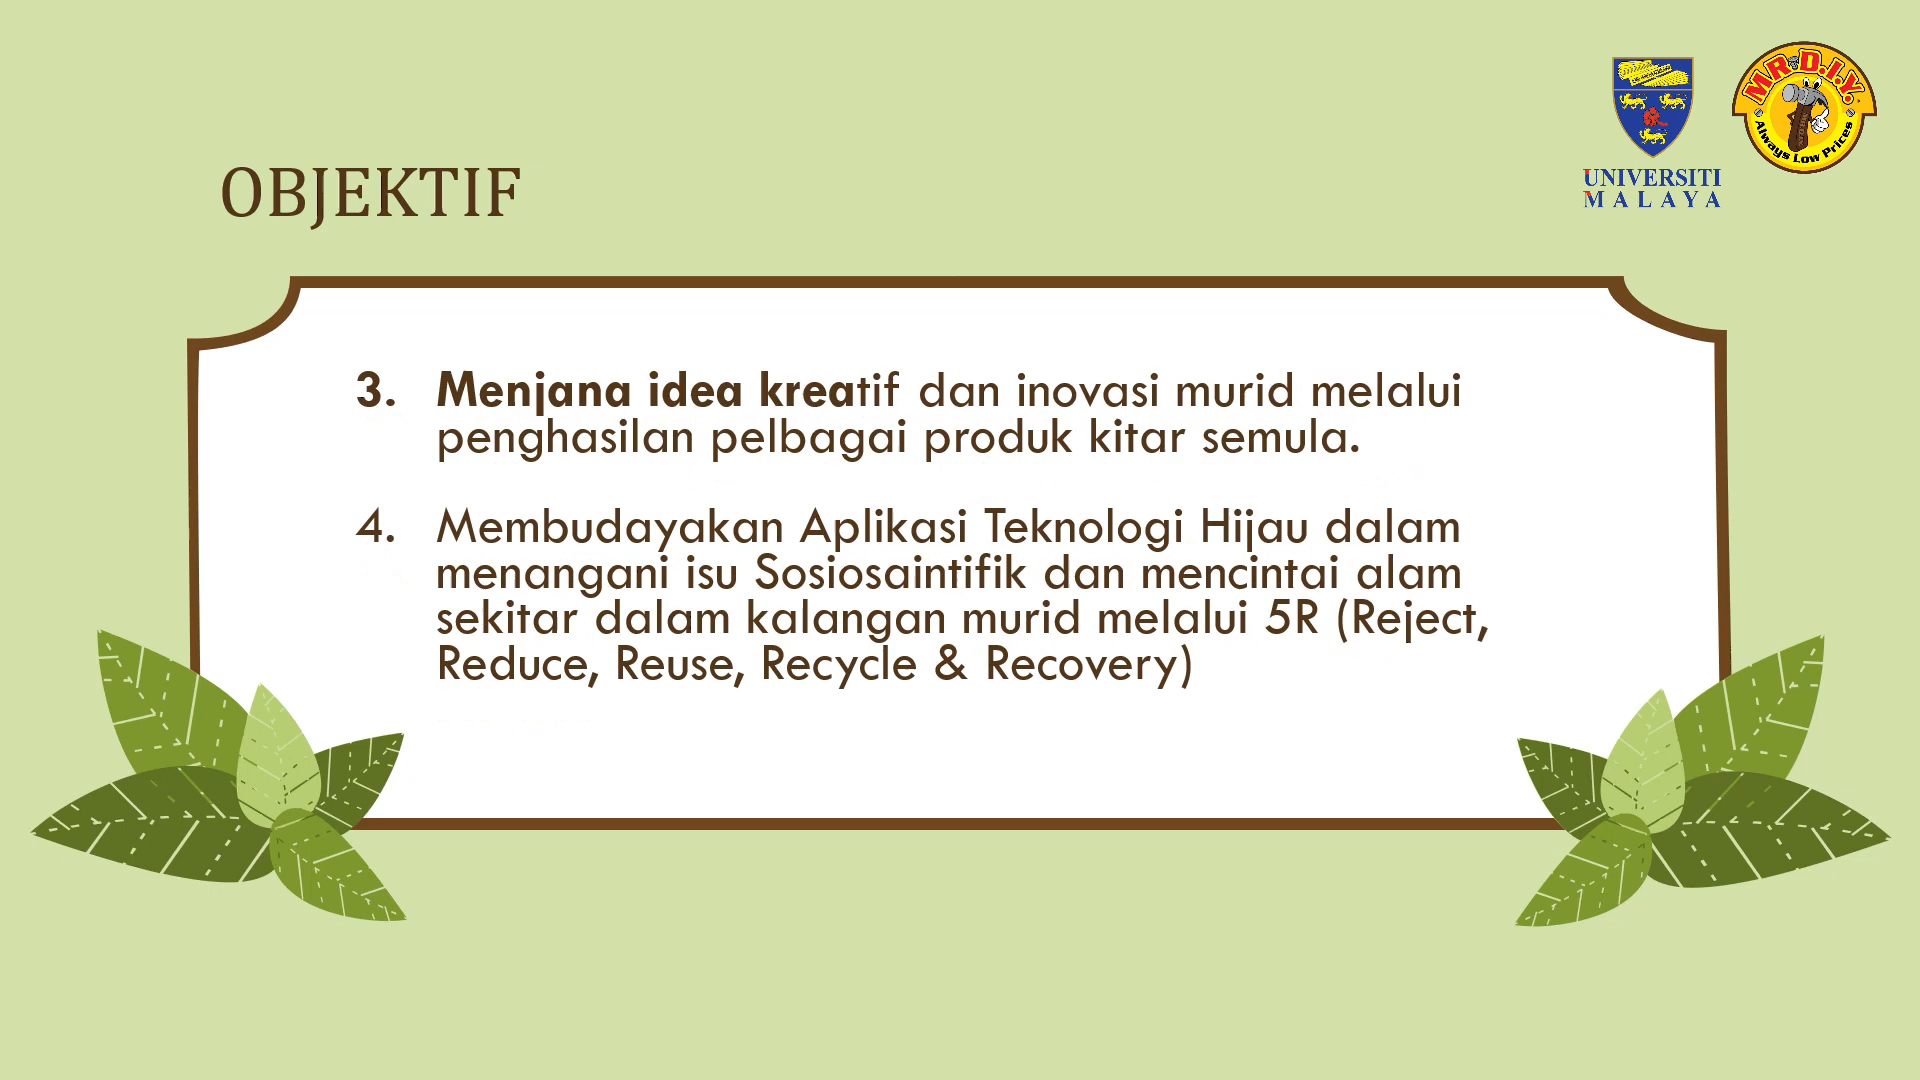 UNIVERSITI
MALAYA
MR.D.I.Y.
Always Low Prices
OBJEKTIF
3. Menjana idea kreatif dan inovasi murid melalui
penghasilan pelbagai produk kitar semula.
4. Membudayakan Aplikasi Teknologi Hijau dalam
menangani isu Sosiosaintifik dan mencintai alam
sekitar dalam kalangan murid melalui 5R (Reject,
Reduce, Reuse, Recycle & Recovery)